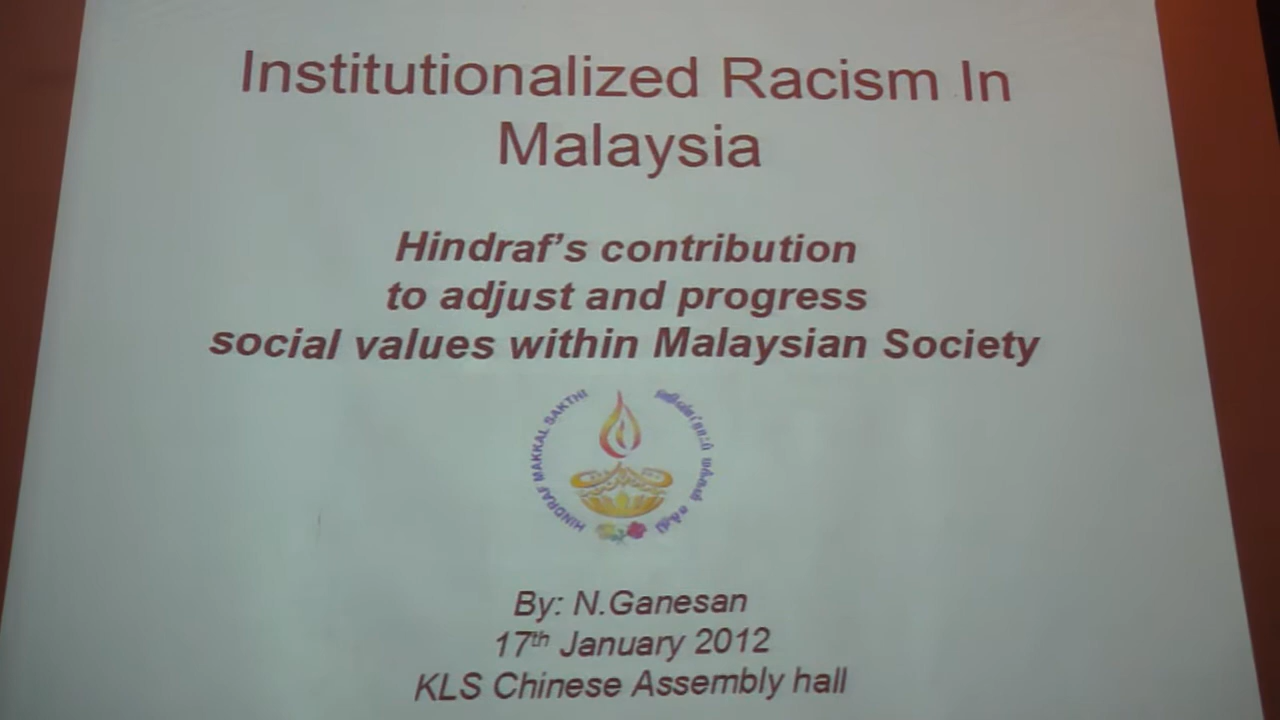 Institutionalized Racism In
Malaysia
Hindraf's contribution
to adjust and progress
social values within Malaysian Society
HINDRAF MAKKAL SAKTHI
By: N.Ganesan
17th January 2012
KLS Chinese Assembly hall